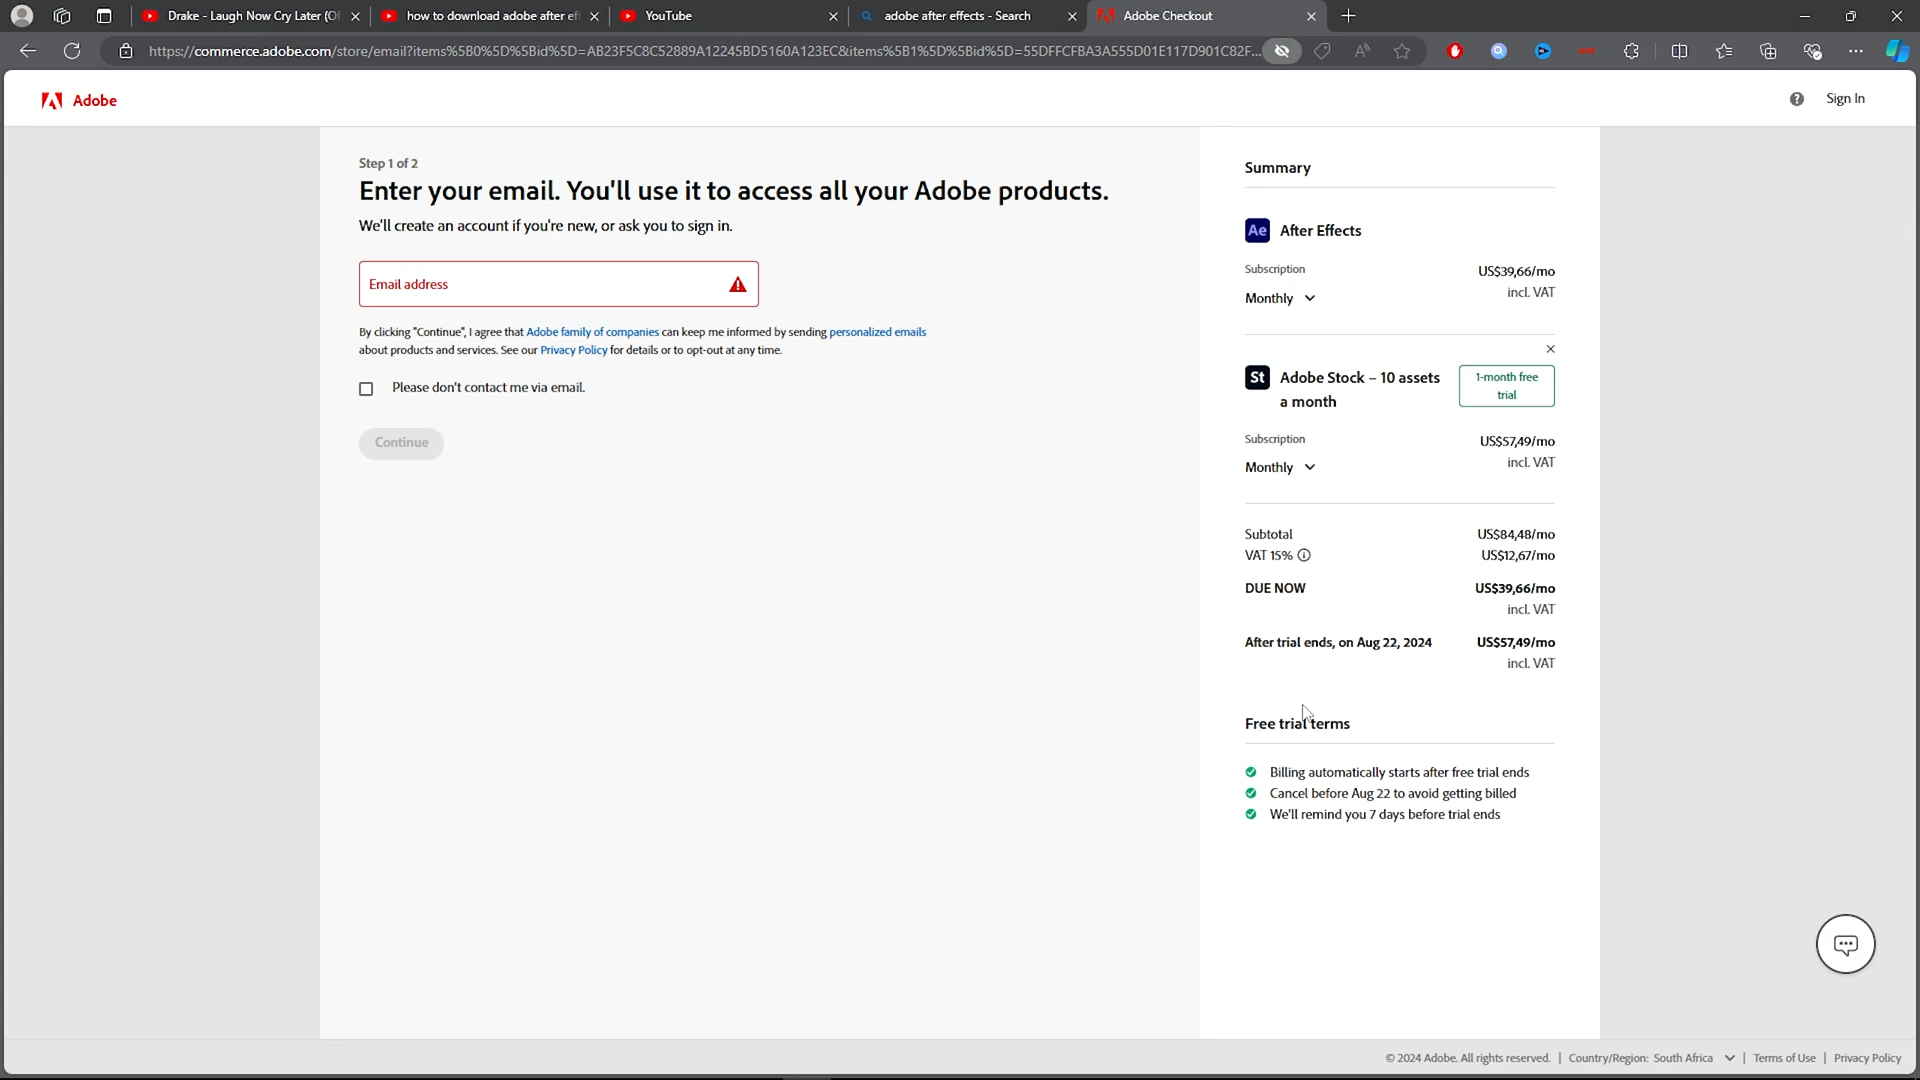 Drake - Laugh Now Cry Later (Of
how to download adobe after ef
YouTube
adobe after effects - Search
Adobe Checkout
https://commerce.adobe.com/store/email?items%5B0%5D%5Bid%5D=AB23F5C8C52889A12245BD5160A123EC&items%5B1%5D%5Bid%5D=55DFFCFBA3A555D01E117D901C82F...
Adobe
Sign In
Step 1 of 2
Enter your email. You'll use it to access all your Adobe products.
We'll create an account if you're new, or ask you to sign in.
Email address
By clicking "Continue", I agree that Adobe family of companies can keep me informed by sending personalized emails
about products and services. See our Privacy Policy for details or to opt-out at any time.
Please don't contact me via email.
Continue
Summary
Ae After Effects
Subscription US$39,66/mo
Monthly incl. VAT
St Adobe Stock – 10 assets
a month
1-month free
trial
Subscription US$57,49/mo
Monthly incl. VAT
Subtotal US$84,48/mo
VAT 15% US$12,67/mo
DUE NOW US$39,66/mo
incl. VAT
After trial ends, on Aug 22, 2024 US$57,49/mo
incl. VAT
Free trial terms
Billing automatically starts after free trial ends
Cancel before Aug 22 to avoid getting billed
We'll remind you 7 days before trial ends
© 2024 Adobe. All rights reserved. | Country/Region: South Africa | Terms of Use | Privacy Policy